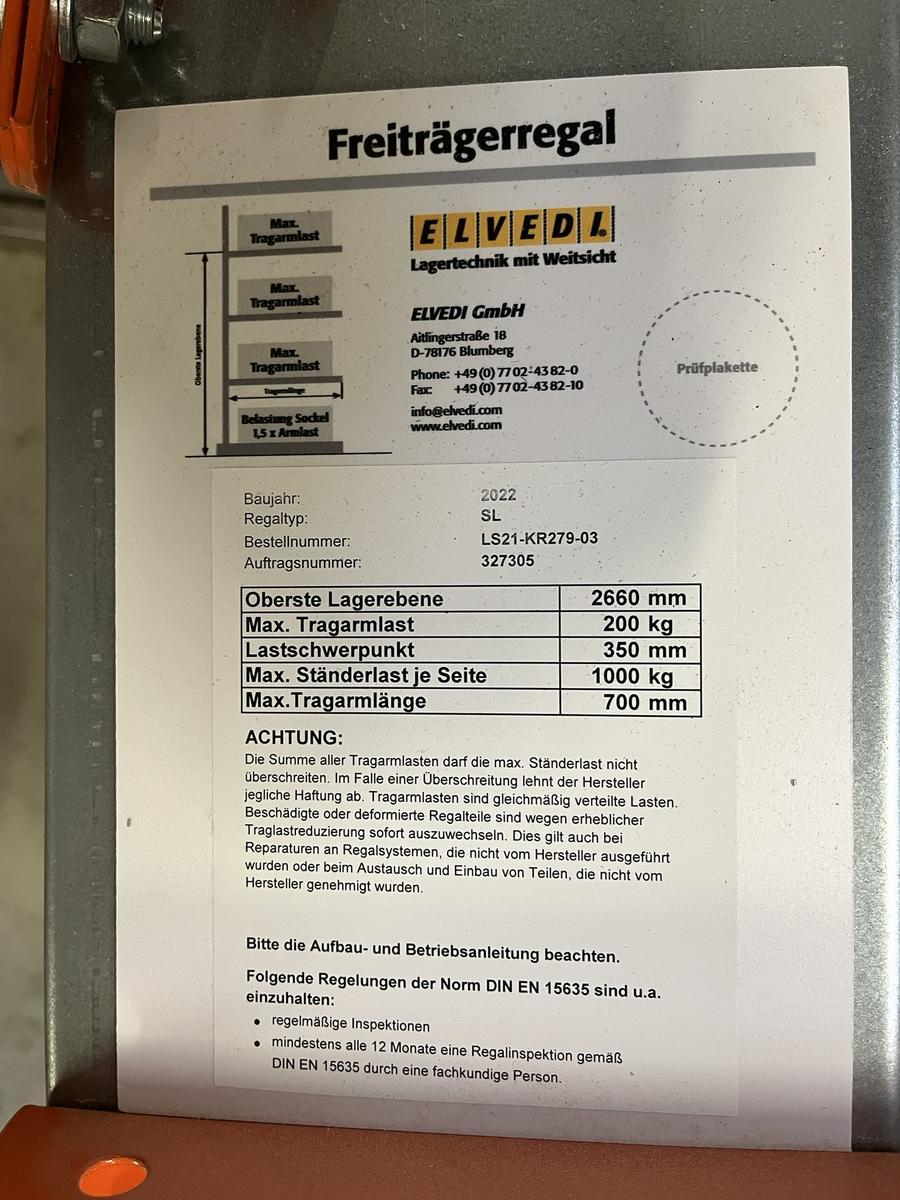 Freiträgerregal
Max.
Tragarmlast
Max.
Tragarmlast
Max.
Tragarmlast
Tragarmlänge
Belastung Sockel
1,5 x Armlast
Oberste Lagerebene
ELVEDI.
Lagertechnik mit Weitsicht
ELVEDI GmbH
Aitlingerstraße 18
D-78176 Blumberg
Phone: +49 (0) 77 02-43 82-0
Fax: +49 (0) 77 02-43 82-10
info@elvedi.com
www.elvedi.com
Prüfplakette
Baujahr: 2022
Regaltyp: SL
Bestellnummer: LS21-KR279-03
Auftragsnummer: 327305
Oberste Lagerebene 2660 mm
Max. Tragarmlast 200 kg
Lastschwerpunkt 350 mm
Max. Ständerlast je Seite 1000 kg
Max.Tragarmlänge 700 mm
ACHTUNG:
Die Summe aller Tragarmlasten darf die max. Ständerlast nicht
überschreiten. Im Falle einer Überschreitung lehnt der Hersteller
jegliche Haftung ab. Tragarmlasten sind gleichmäßig verteilte Lasten.
Beschädigte oder deformierte Regalteile sind wegen erheblicher
Traglastreduzierung sofort auszuwechseln. Dies gilt auch bei
Reparaturen an Regalsystemen, die nicht vom Hersteller ausgeführt
wurden oder beim Austausch und Einbau von Teilen, die nicht vom
Hersteller genehmigt wurden.
Bitte die Aufbau- und Betriebsanleitung beachten.
Folgende Regelungen der Norm DIN EN 15635 sind u.a.
einzuhalten:
• regelmäßige Inspektionen
• mindestens alle 12 Monate eine Regalinspektion gemäß
DIN EN 15635 durch eine fachkundige Person.